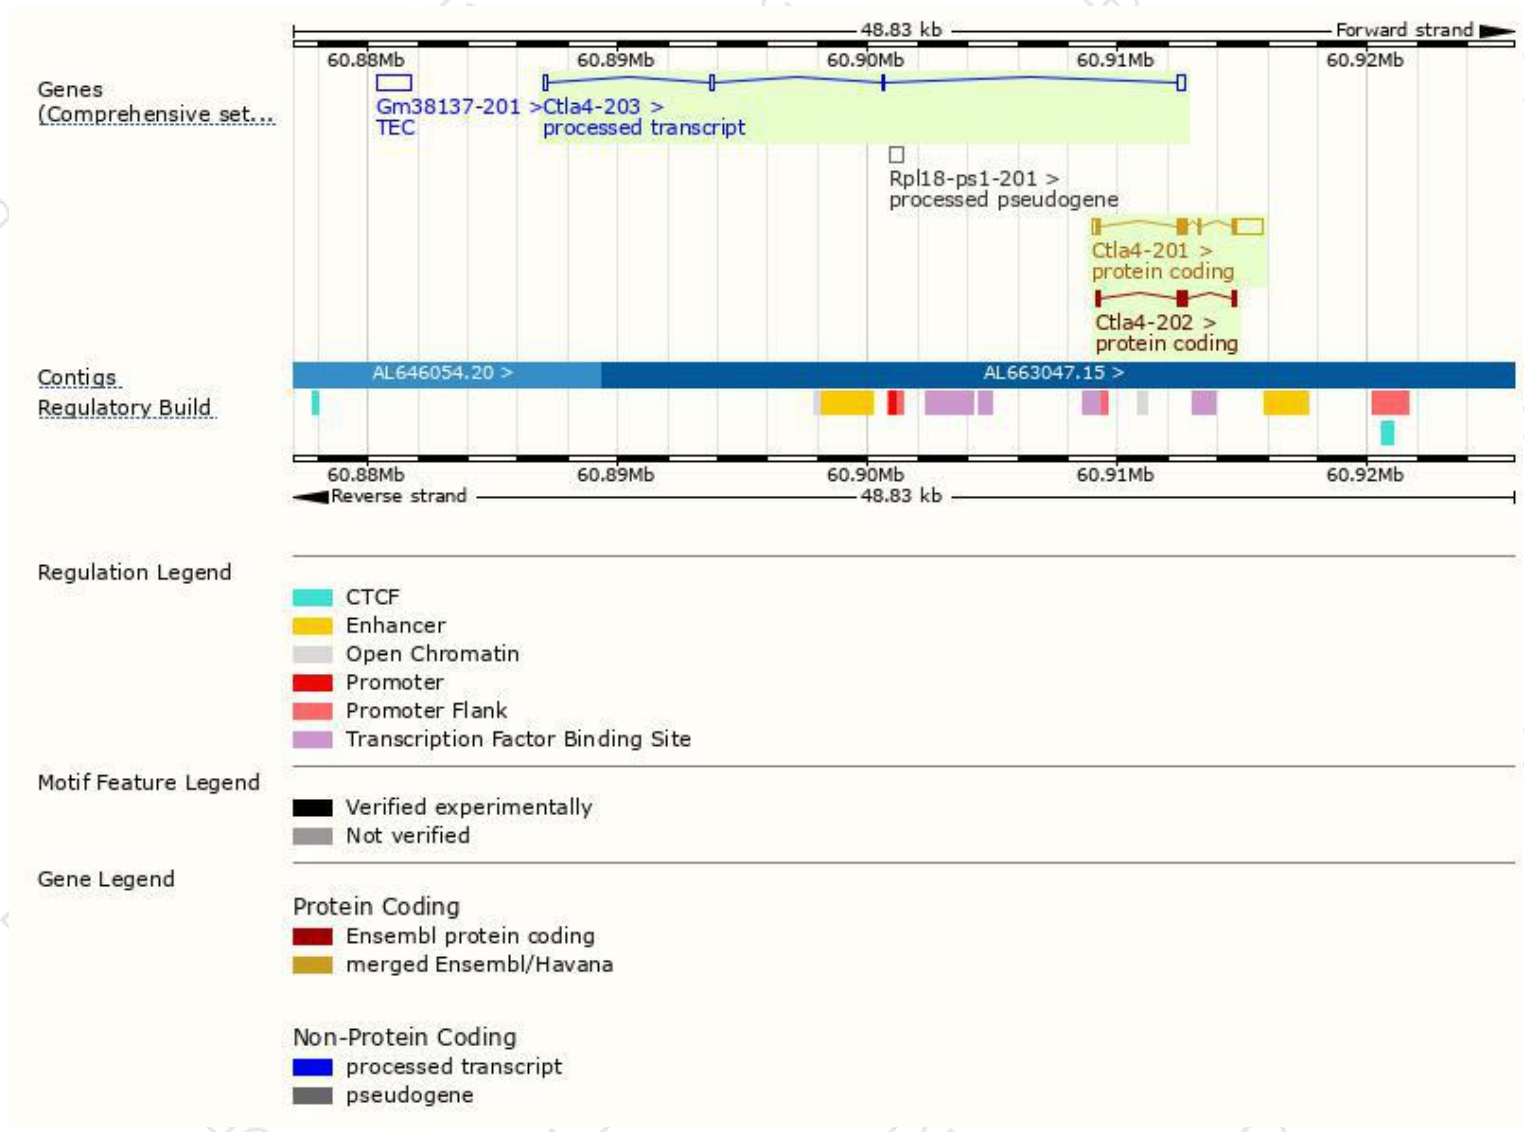 48.83 kb Forward strand
60.88Mb 60.89Mb 60.90Mb 60.91Mb 60.92Mb
Genes
(Comprehensive set...
Gm38137-201 >
TEC
Ctla4-203 >
processed transcript
Rpl18-ps1-201 >
processed pseudogene
Ctla4-201 >
protein coding
Ctla4-202 >
protein coding
Contigs
AL646054.20 > AL663047.15 >
Regulatory Build
60.88Mb 60.89Mb 60.90Mb 60.91Mb 60.92Mb
Reverse strand 48.83 kb
Regulation Legend
CTCF
Enhancer
Open Chromatin
Promoter
Promoter Flank
Transcription Factor Binding Site
Motif Feature Legend
Verified experimentally
Not verified
Gene Legend
Protein Coding
Ensembl protein coding
merged Ensembl/Havana
Non-Protein Coding
processed transcript
pseudogene